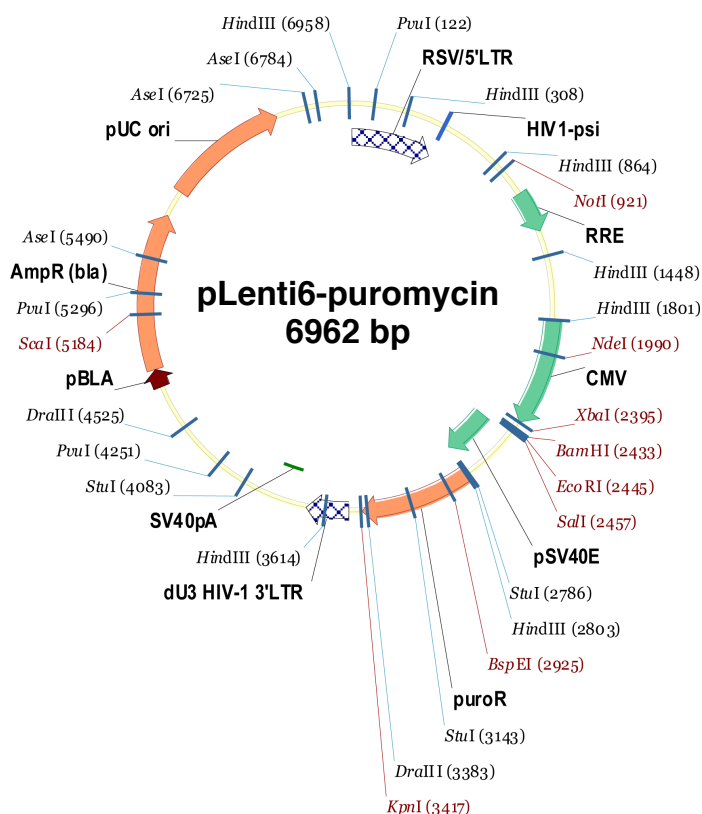 HindIII (6958)
PvuI (122)
RSV/5'LTR
AseI (6784)
AseI (6725)
HindIII (308)
pUC ori
HIV1-psi
HindIII (864)
NotI (921)
RRE
AseI (5490)
AmpR (bla)
HindIII (1448)
pLenti6-puromycin
6962 bp
PvuI (5296)
HindIII (1801)
ScaI (5184)
NdeI (1990)
pBLA
CMV
DraIII (4525)
XbaI (2395)
PvuI (4251)
BamHI (2433)
StuI (4083)
EcoRI (2445)
SV40pA
SalI (2457)
HindIII (3614)
pSV40E
dU3 HIV-1 3'LTR
StuI (2786)
HindIII (2803)
BspEI (2925)
puroR
StuI (3143)
DraIII (3383)
KpnI (3417)